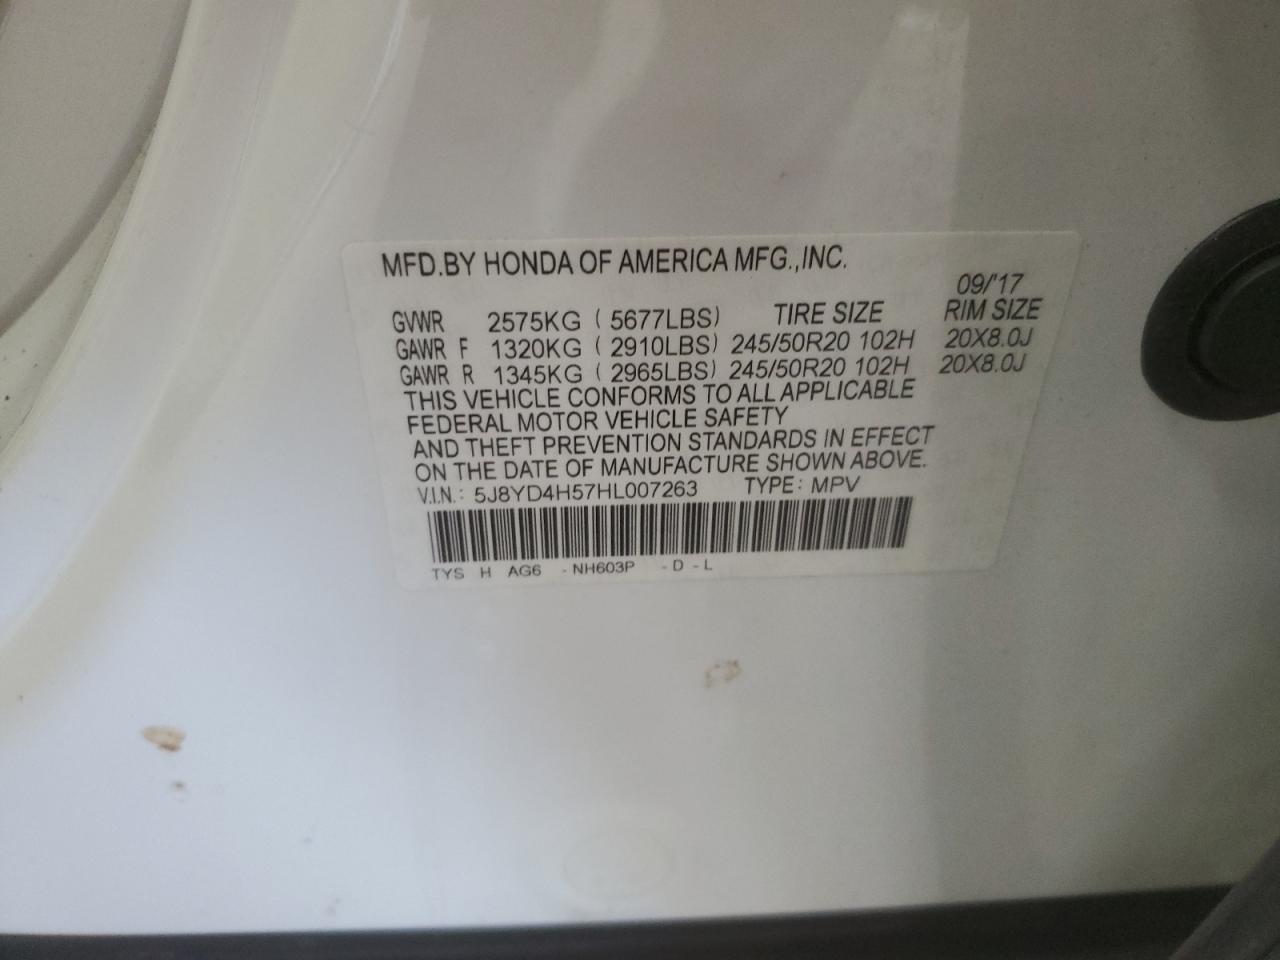 MFD.BY HONDA OF AMERICA MFG.,INC.
09/'17
GVWR 2575KG ( 5677LBS) TIRE SIZE RIM SIZE
GAWR F 1320KG ( 2910LBS) 245/50R20 102H 20X8.0J
GAWR R 1345KG ( 2965LBS) 245/50R20 102H 20X8.0J
THIS VEHICLE CONFORMS TO ALL APPLICABLE
FEDERAL MOTOR VEHICLE SAFETY
AND THEFT PREVENTION STANDARDS IN EFFECT
ON THE DATE OF MANUFACTURE SHOWN ABOVE.
V.I.N.: 5J8YD4H57HL007263 TYPE: MPV
TYS H AG6 -NH603P -D -L